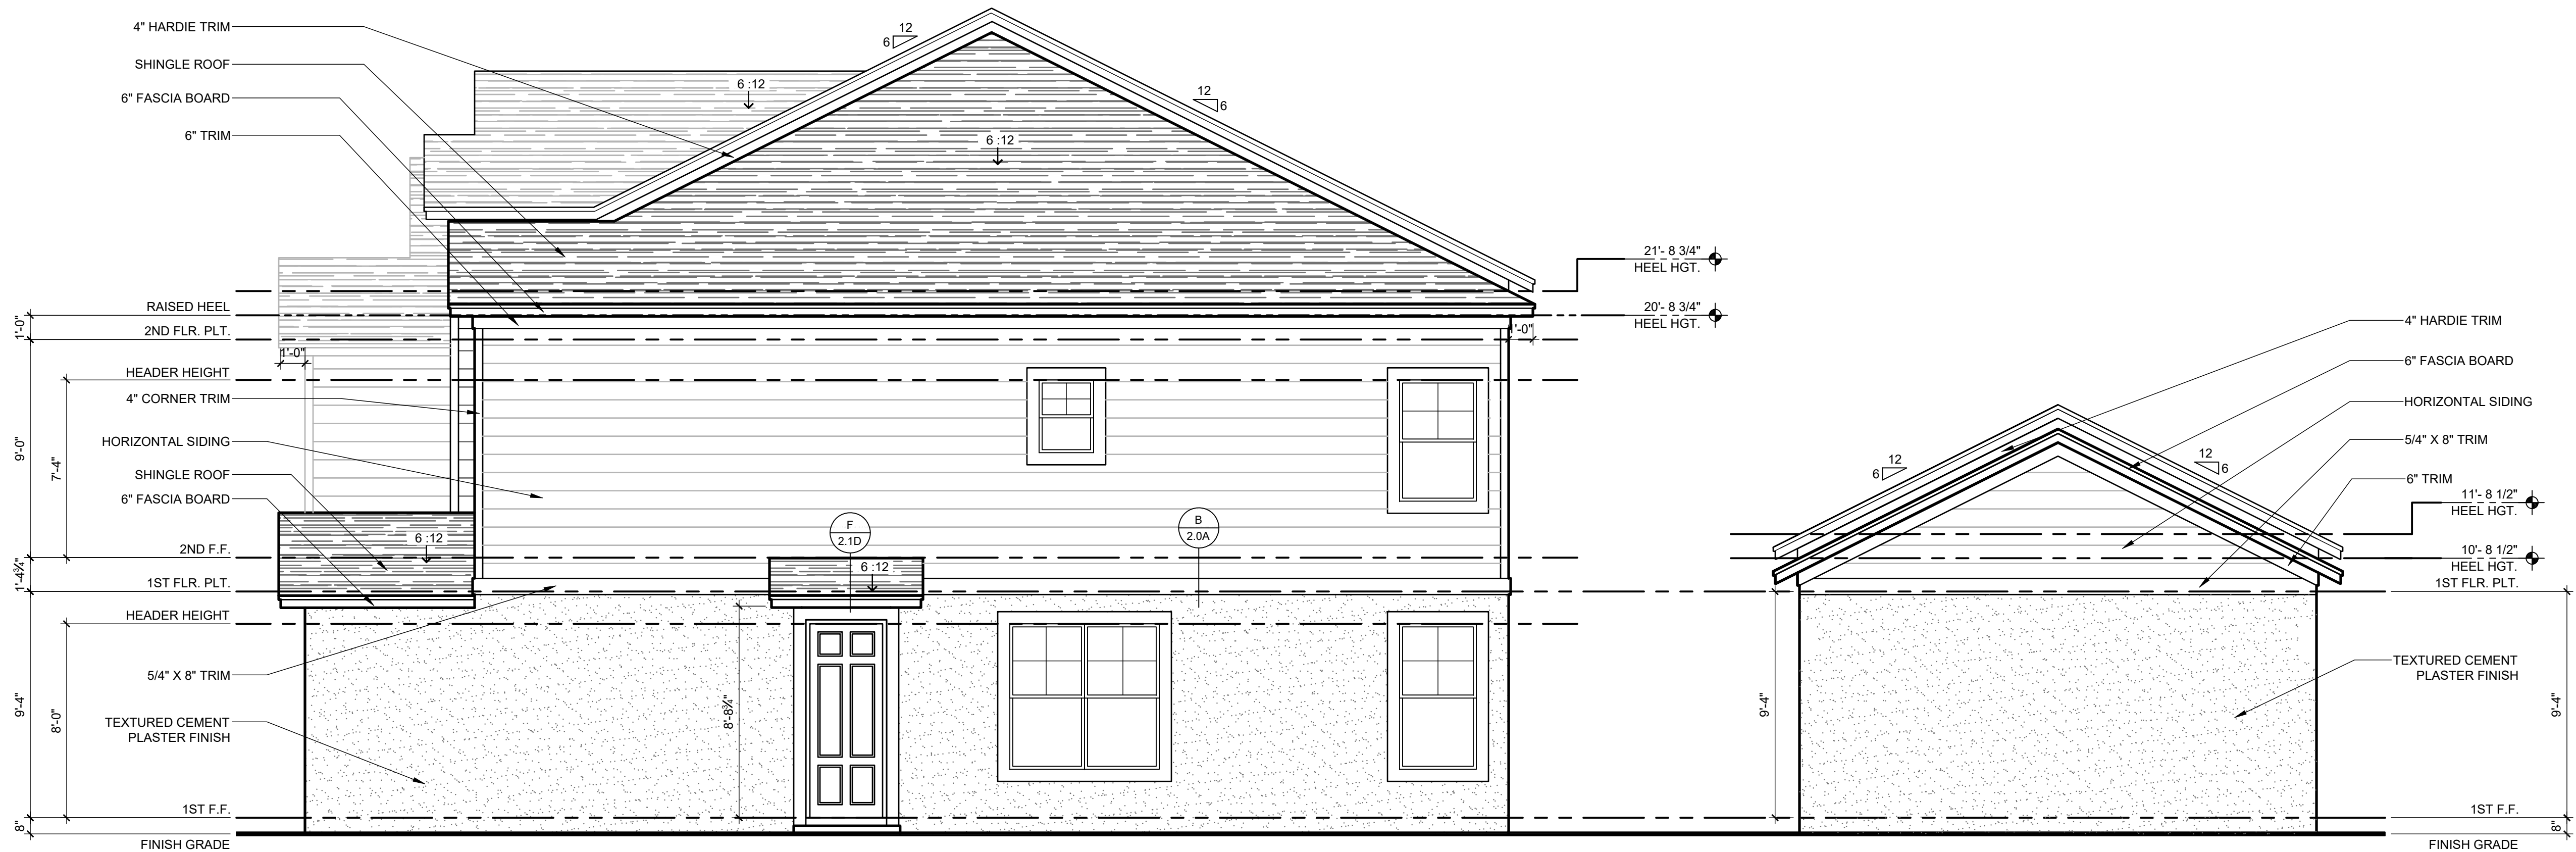 4" HARDIE TRIM
SHINGLE ROOF
6" FASCIA BOARD
6" TRIM
12
6
6 :12
12
6
6 :12
21'- 8 3/4"
HEEL HGT.
20'- 8 3/4"
HEEL HGT.
RAISED HEEL
1'-0"
2ND FLR. PLT.
1'-0"
1'-0"
HEADER HEIGHT
4" CORNER TRIM
9'-0"
7'-4"
HORIZONTAL SIDING
SHINGLE ROOF
6" FASCIA BOARD
6 :12
F
2.1D
B
2.0A
2ND F.F.
1'-4¾"
6 :12
1ST FLR. PLT.
HEADER HEIGHT
5/4" X 8" TRIM
9'-4"
8'-0"
8'-8¾"
TEXTURED CEMENT
PLASTER FINISH
1ST F.F.
8"
FINISH GRADE
4" HARDIE TRIM
6" FASCIA BOARD
HORIZONTAL SIDING
5/4" X 8" TRIM
12
6
12
6
6" TRIM
11'- 8 1/2"
HEEL HGT.
10'- 8 1/2"
HEEL HGT.
1ST FLR. PLT.
TEXTURED CEMENT
PLASTER FINISH
9'-4"
9'-4"
1ST F.F.
8"
FINISH GRADE